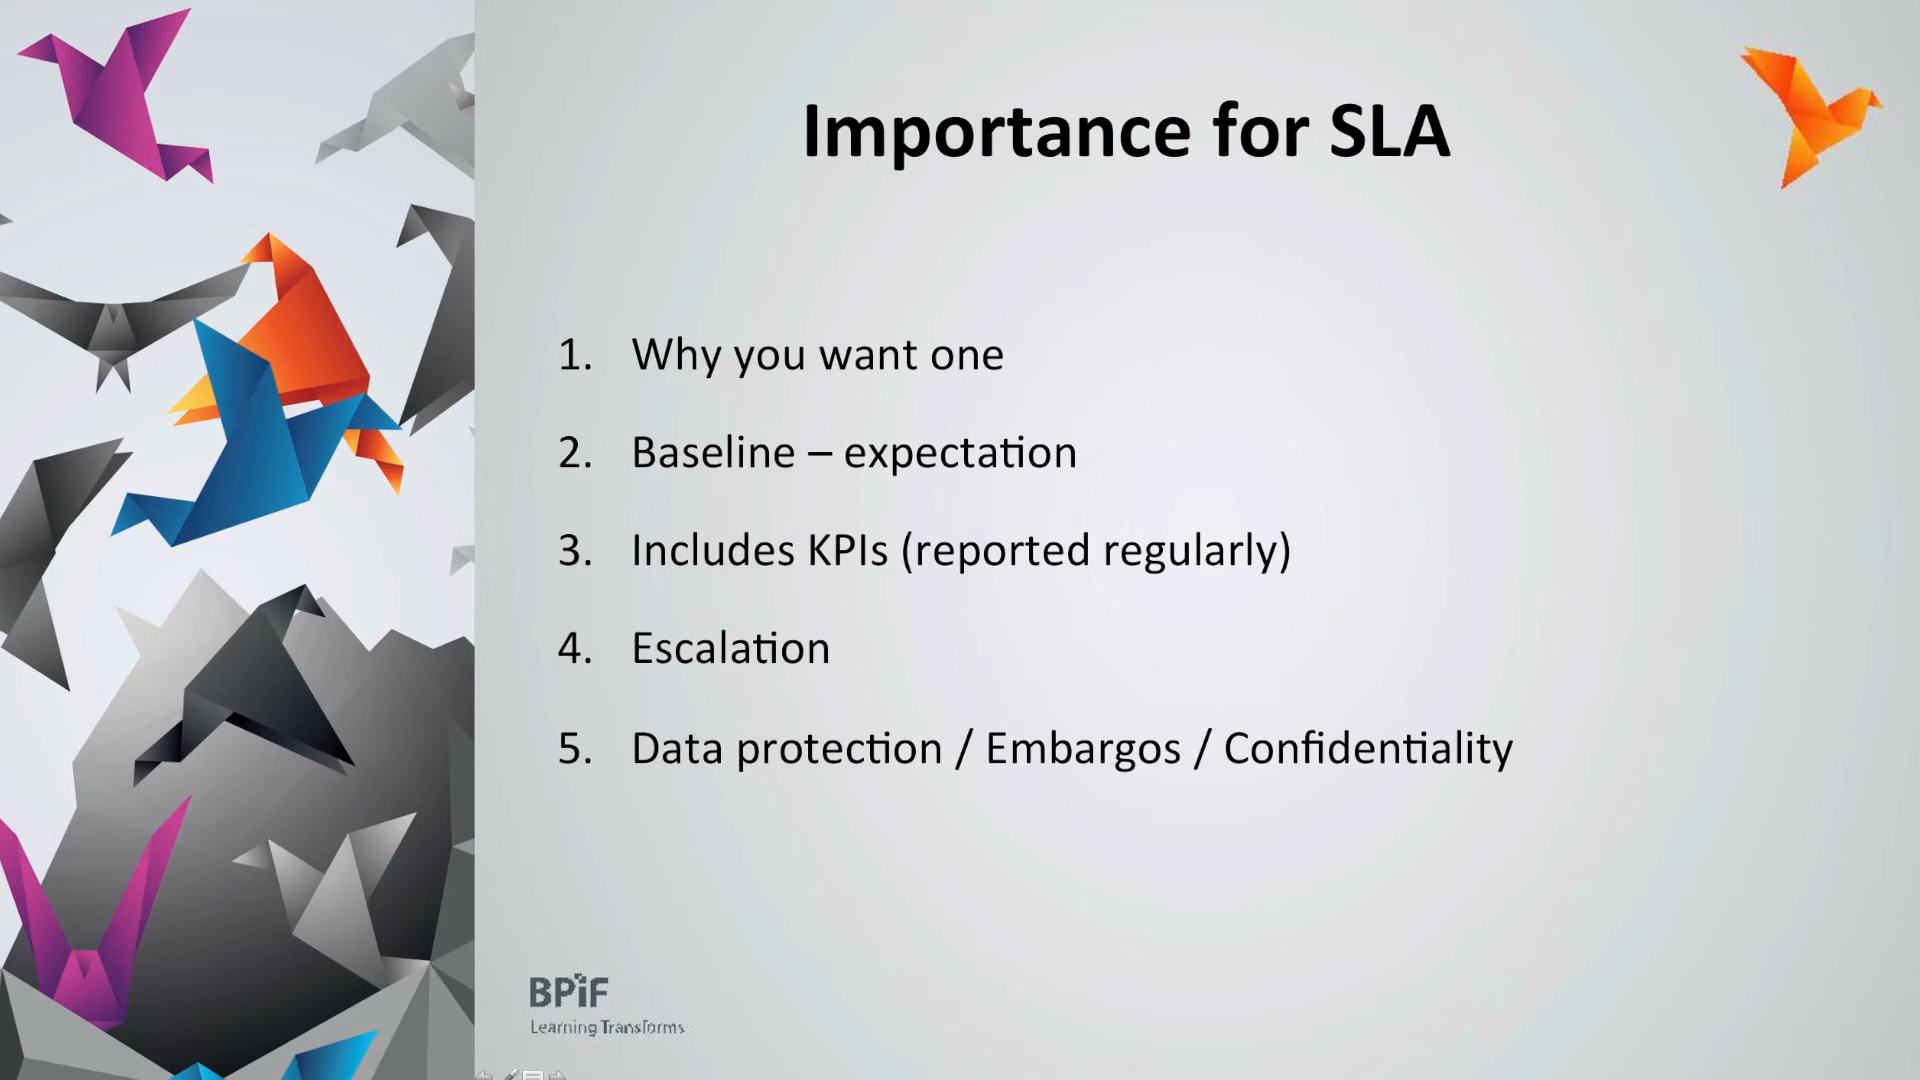 Importance for SLA
1. Why you want one
2. Baseline – expectation
3. Includes KPIs (reported regularly)
4. Escalation
5. Data protection / Embargos / Confidentiality
BPiF
Learning Transforms